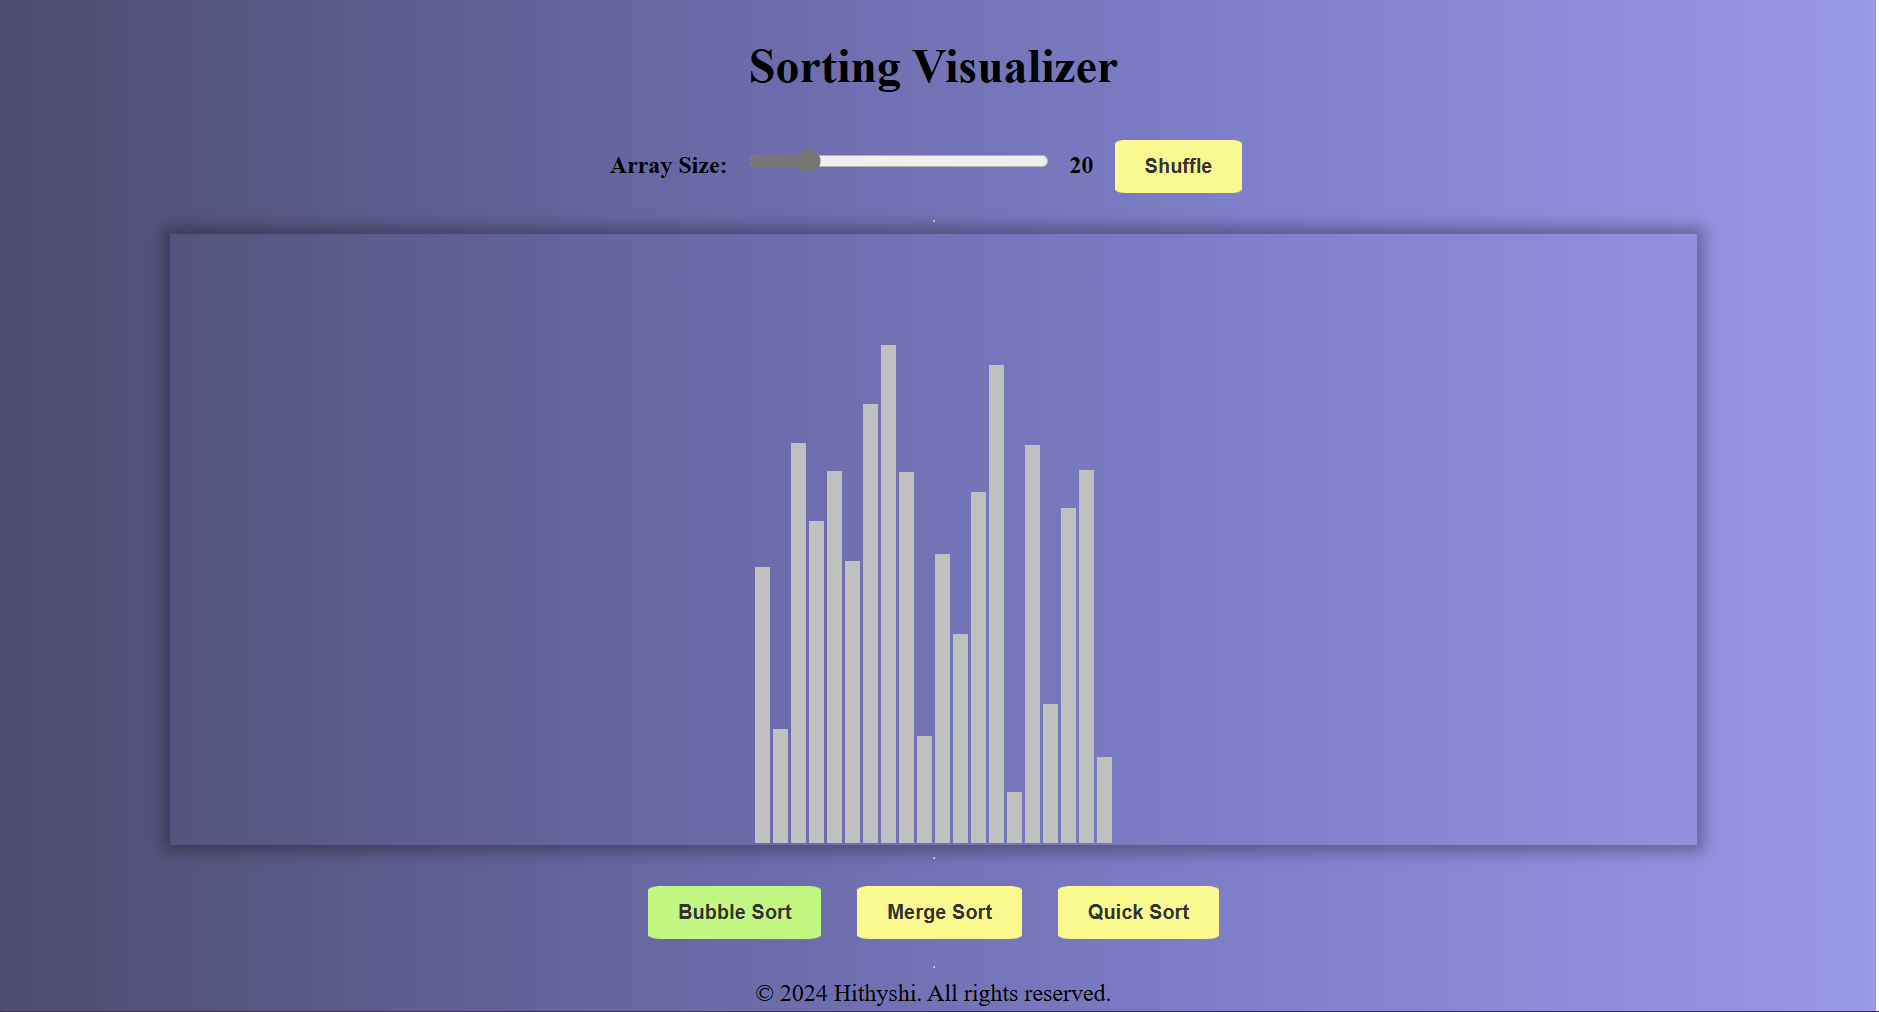 Sorting Visualizer
Array Size: 20 Shuffle
Bubble Sort Merge Sort Quick Sort
© 2024 Hithyshi. All rights reserved.